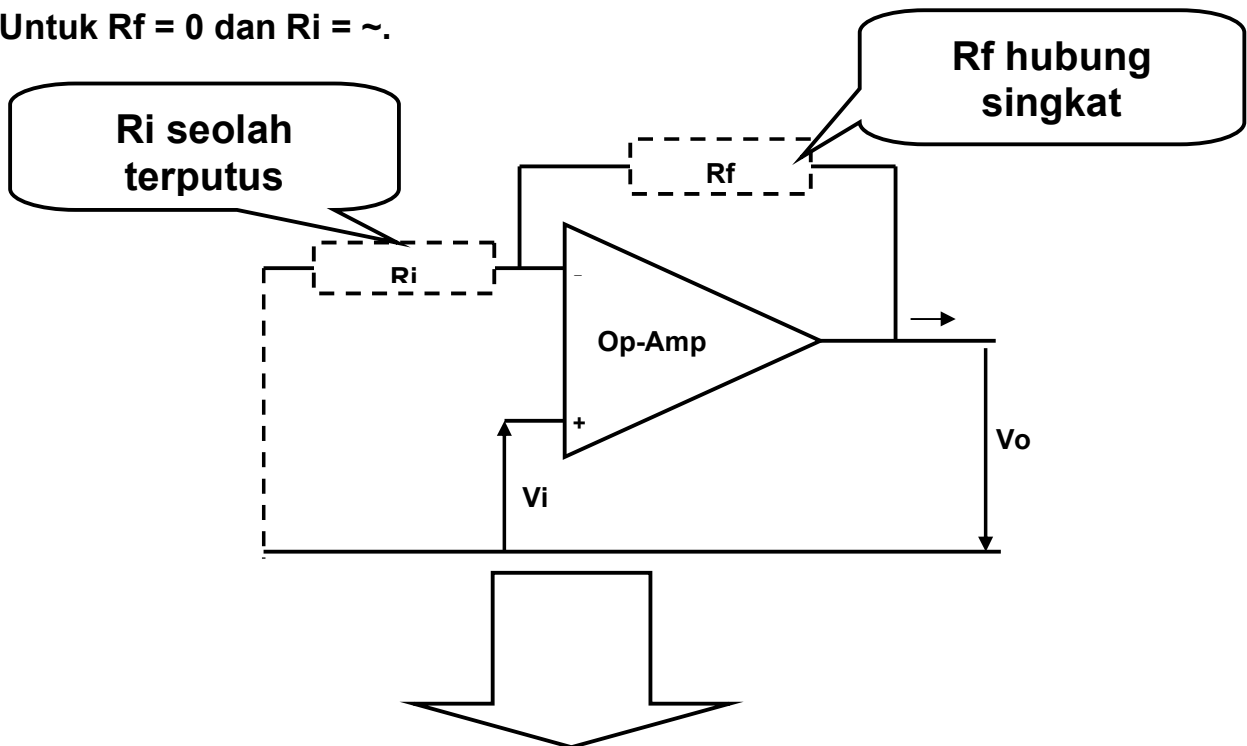 Untuk Rf = 0 dan Ri = ~.
Rf hubung
singkat
Ri seolah
terputus
Rf
Ri
-
Op-Amp
+
Vo
Vi